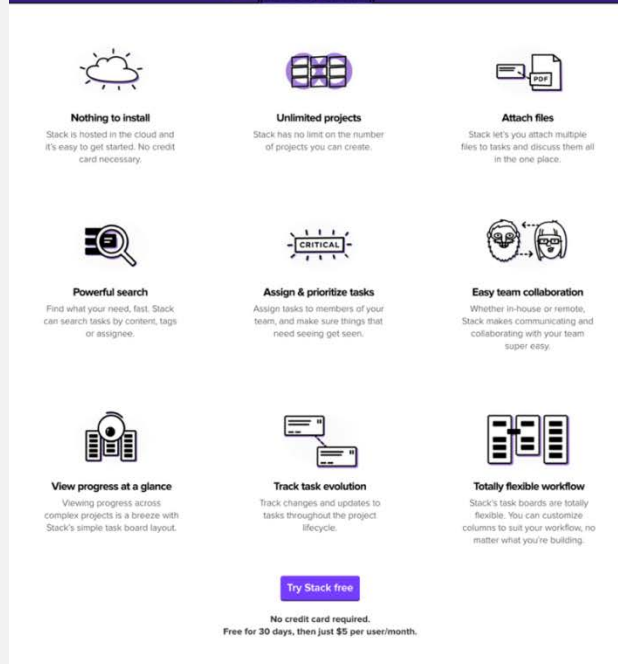 Nothing to install
Stack is hosted in the cloud and
it's easy to get started. No credit
card necessary.
Unlimited projects
Stack has no limit on the number
of projects you can create.
PDF
Attach files
Stack let's you attach multiple
files to tasks and discuss them all
in the one place.
Powerful search
Find what your need, fast. Stack
can search tasks by content, tags
or assignee.
CRITICAL
Assign & prioritize tasks
Assign tasks to members of your
team, and make sure things that
need seeing get seen.
Easy team collaboration
Whether in-house or remote,
Stack makes communicating and
collaborating with your team
super easy.
View progress at a glance
Viewing progress across
complex projects is a breeze with
Stack's simple task board layout.
Track task evolution
Track changes and updates to
tasks throughout the project
lifecycle.
Totally flexible workflow
Stack's task boards are totally
flexible. You can customize
columns to suit your workflow, no
matter what you're building.
Try Stack free
No credit card required.
Free for 30 days, then just $5 per user/month.